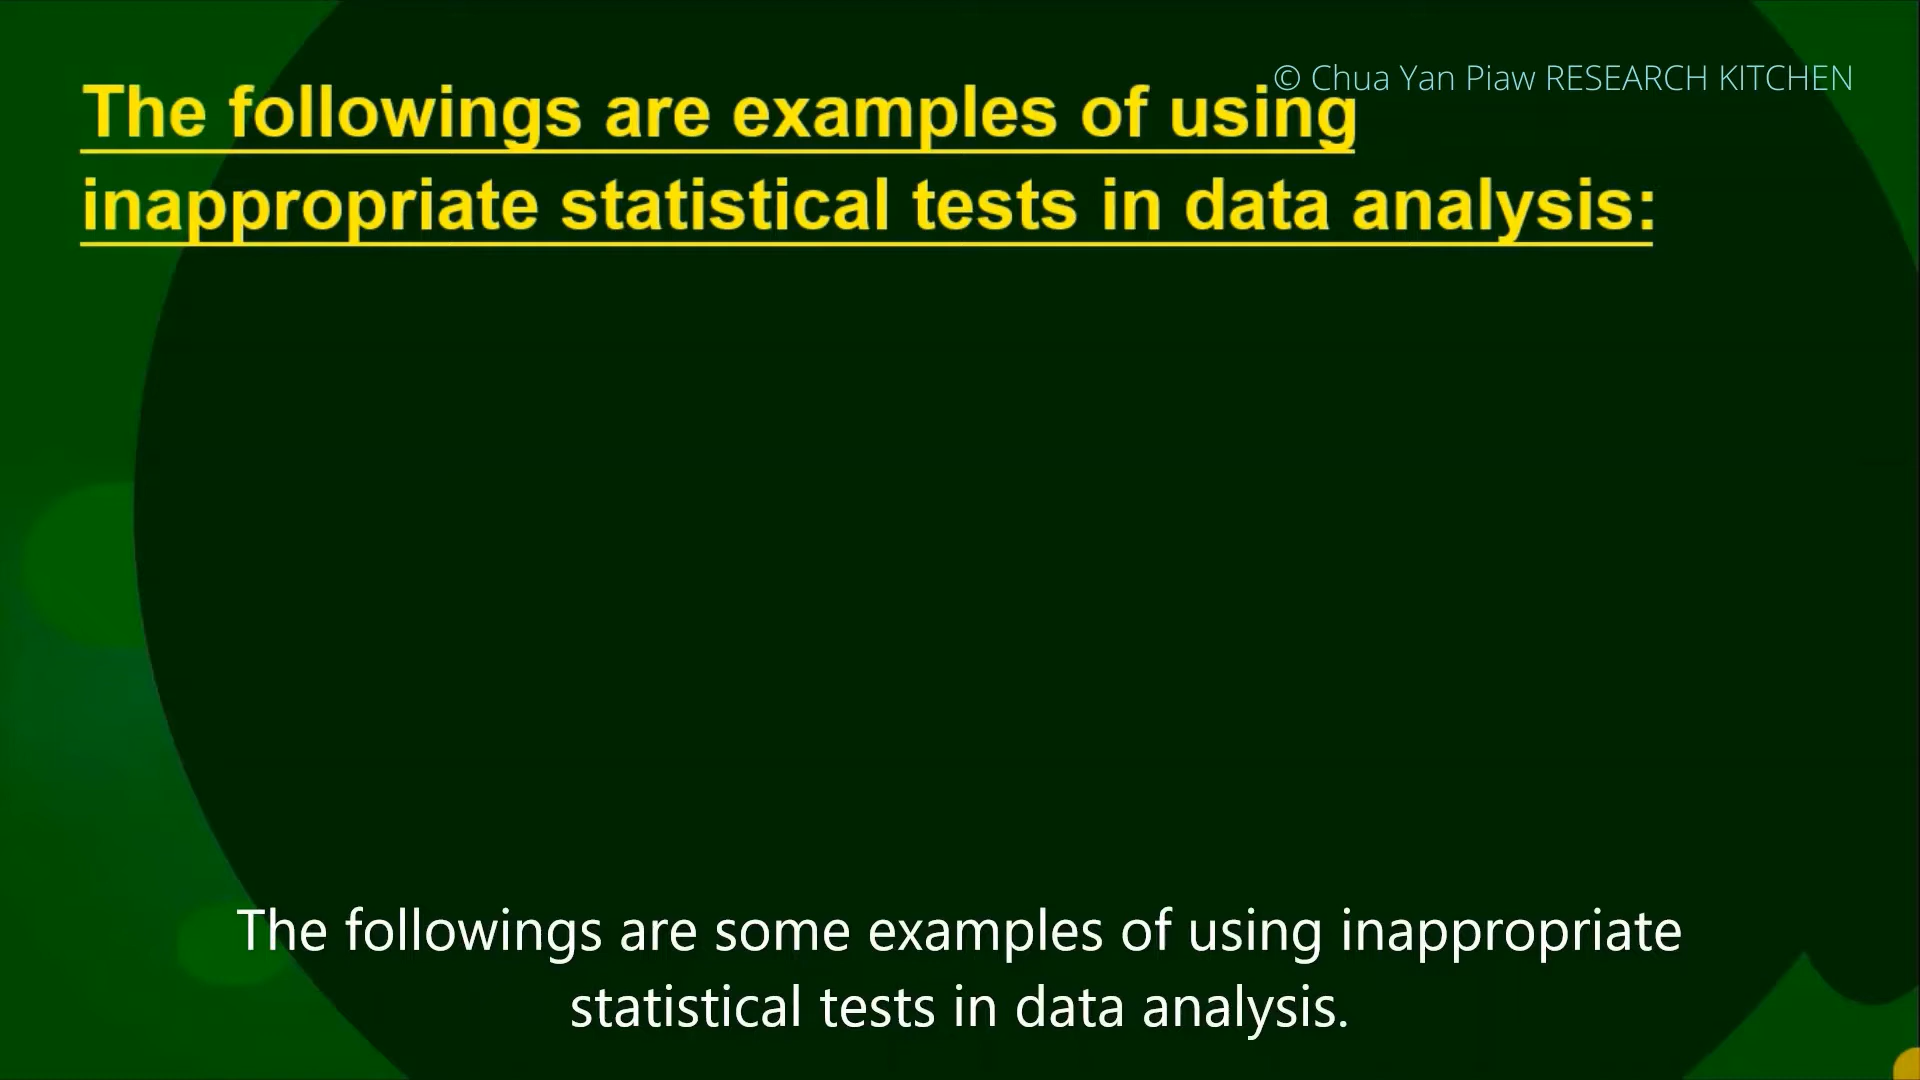 © Chua Yan Piaw RESEARCH KITCHEN
The followings are examples of using
inappropriate statistical tests in data analysis:
The followings are some examples of using inappropriate
statistical tests in data analysis.